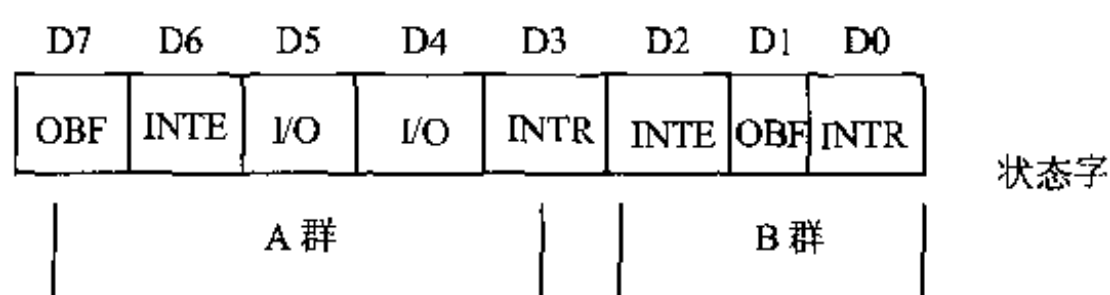 D7 D6 D5 D4 D3 D2 D1 D0
OBF INTE I/O I/O INTR INTE OBF INTR
状态字
A 群 B 群